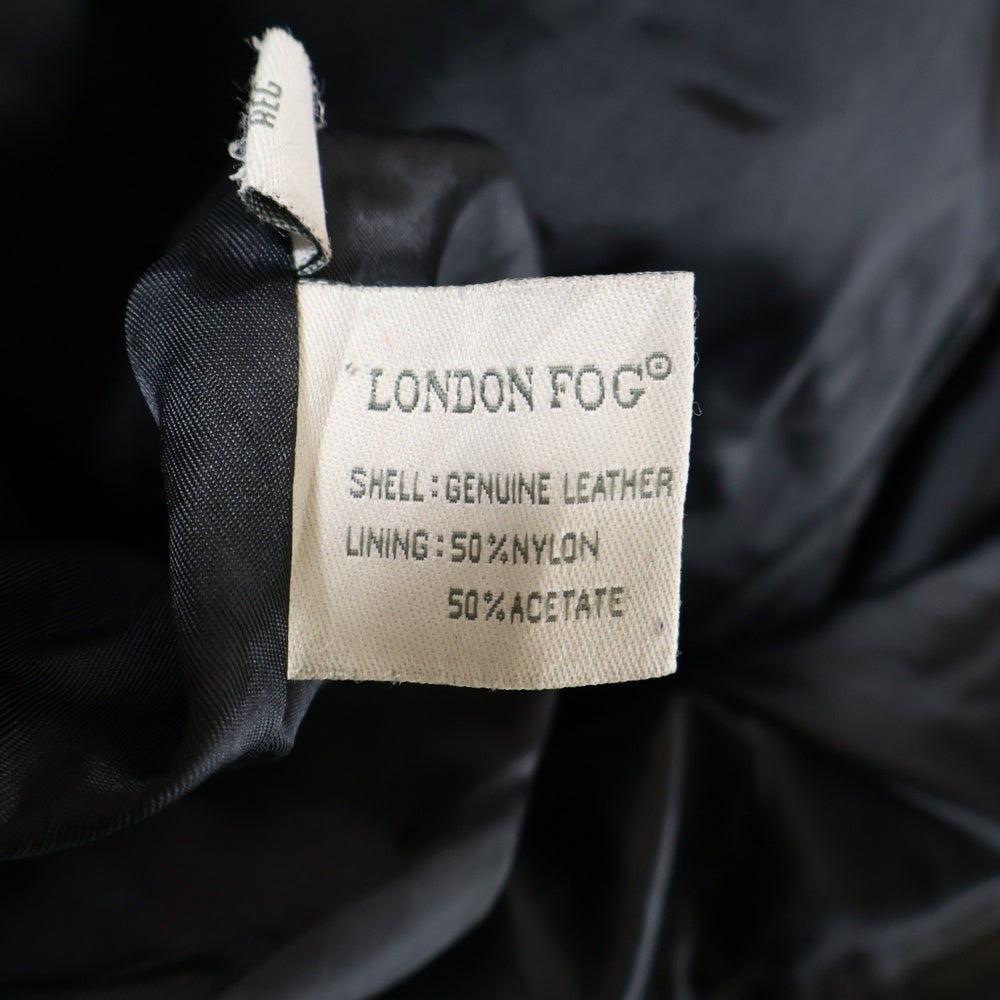 LONDON FOG®
SHELL:GENUINE LEATHER
LINING:50%NYLON
50%ACETATE